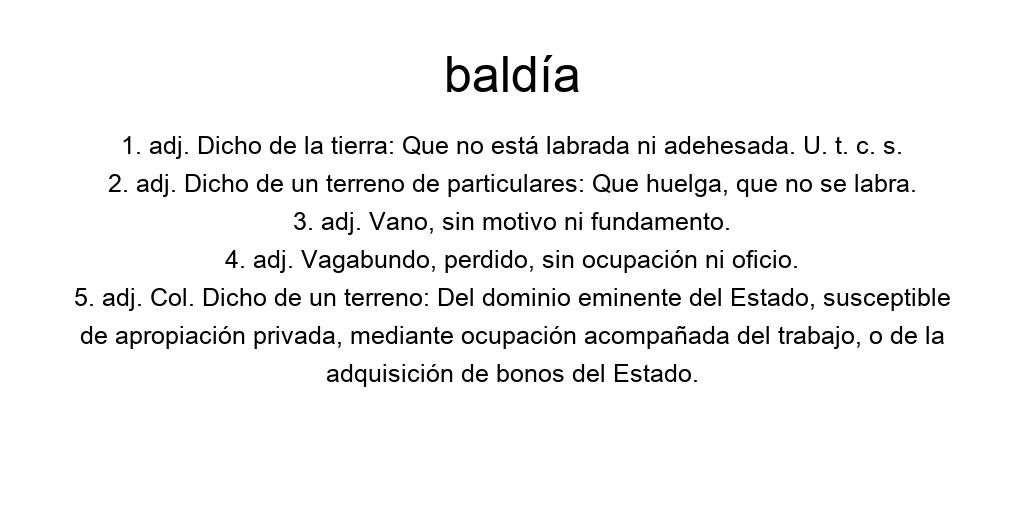 baldía
1. adj. Dicho de la tierra: Que no está labrada ni adehesada. U. t. c. s.
2. adj. Dicho de un terreno de particulares: Que huelga, que no se labra.
3. adj. Vano, sin motivo ni fundamento.
4. adj. Vagabundo, perdido, sin ocupación ni oficio.
5. adj. Col. Dicho de un terreno: Del dominio eminente del Estado, susceptible
de apropiación privada, mediante ocupación acompañada del trabajo, o de la
adquisición de bonos del Estado.